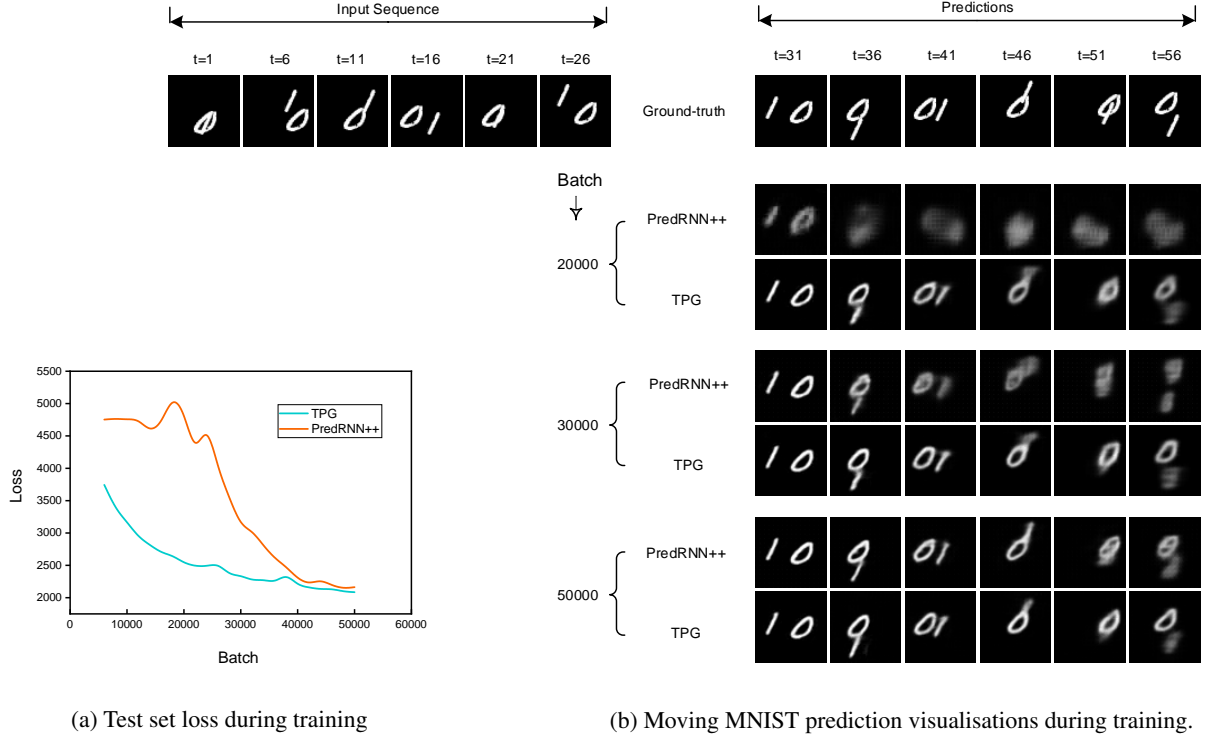 Input Sequence
t=1 t=6 t=11 t=16 t=21 t=26
Predictions
t=31 t=36 t=41 t=46 t=51 t=56
Ground-truth
Batch
20000
PredRNN++
TPG
30000
PredRNN++
TPG
50000
PredRNN++
TPG
5500
5000
4500
4000
3500
3000
2500
2000
Loss
TPG
PredRNN++
0 10000 20000 30000 40000 50000 60000
Batch
(a) Test set loss during training
(b) Moving MNIST prediction visualisations during training.